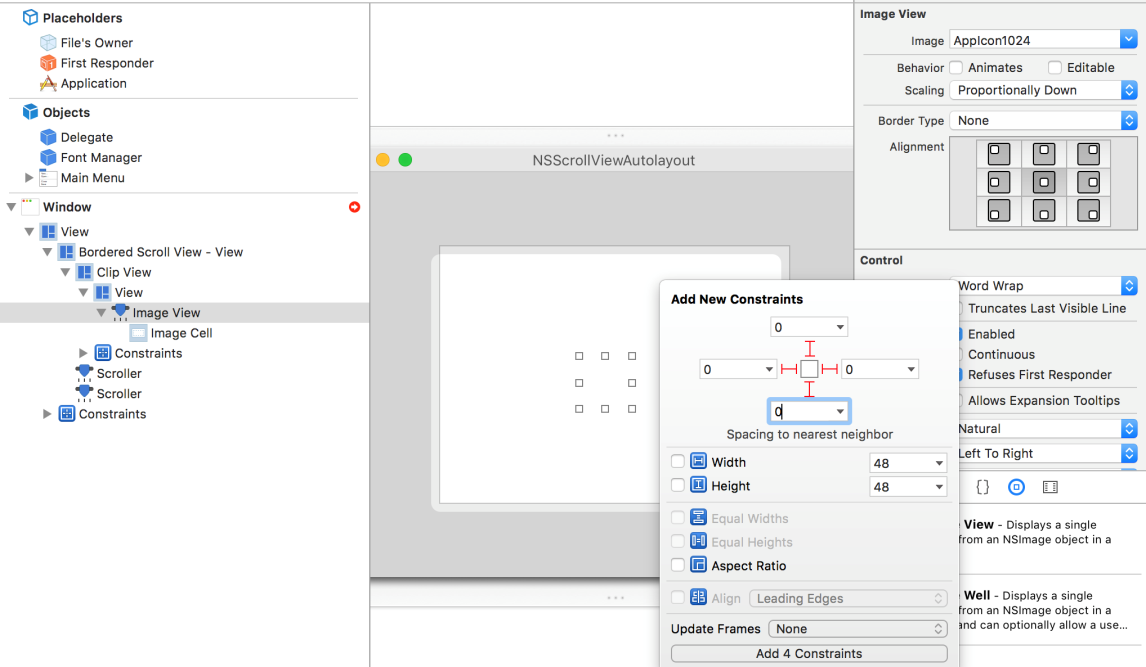 Placeholders
File's Owner
First Responder
Application
Objects
Delegate
Font Manager
Main Menu
Window
View
Bordered Scroll View - View
Clip View
View
Image View
Image Cell
Constraints
Scroller
Scroller
Constraints
NSScrollViewAutolayout
Add New Constraints
0
0
0
0
Spacing to nearest neighbor
Width 48
Height 48
Equal Widths
Equal Heights
Aspect Ratio
Align Leading Edges
Update Frames None
Add 4 Constraints
Image View
Image AppIcon1024
Behavior Animates Editable
Scaling Proportionally Down
Border Type None
Alignment
Control
Word Wrap
Truncates Last Visible Line
Enabled
Continuous
Refuses First Responder
Allows Expansion Tooltips
Natural
Left To Right
{}
View - Displays a single
from an NSImage object in a
Well - Displays a single
from an NSImage object in a
and can optionally allow a use...